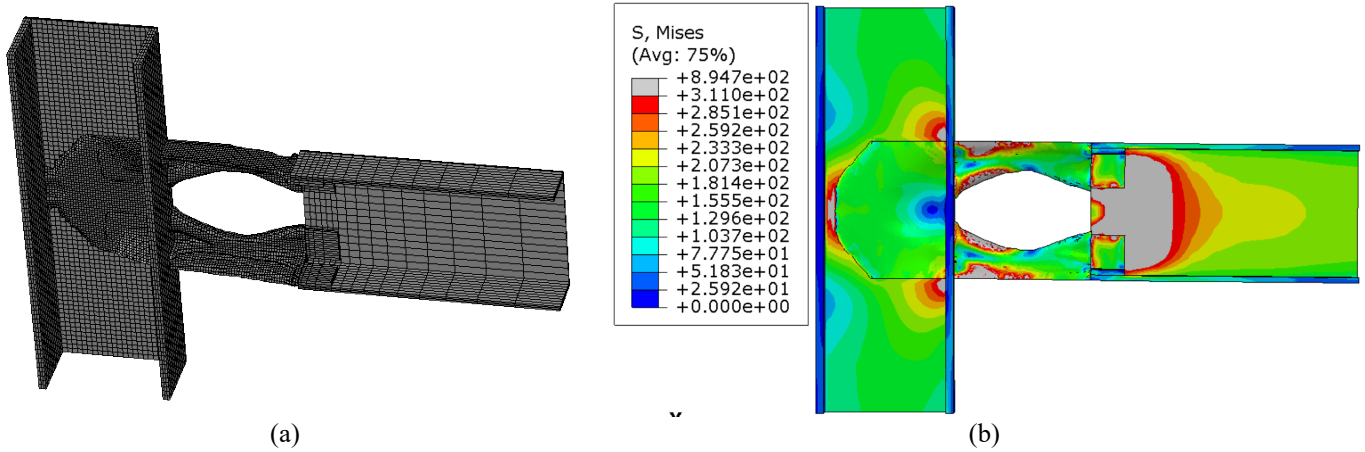 S, Mises
(Avg: 75%)
+8.947e+02
+3.110e+02
+2.851e+02
+2.592e+02
+2.333e+02
+2.073e+02
+1.814e+02
+1.555e+02
+1.296e+02
+1.037e+02
+7.775e+01
+5.183e+01
+2.592e+01
+0.000e+00
(a)
(b)